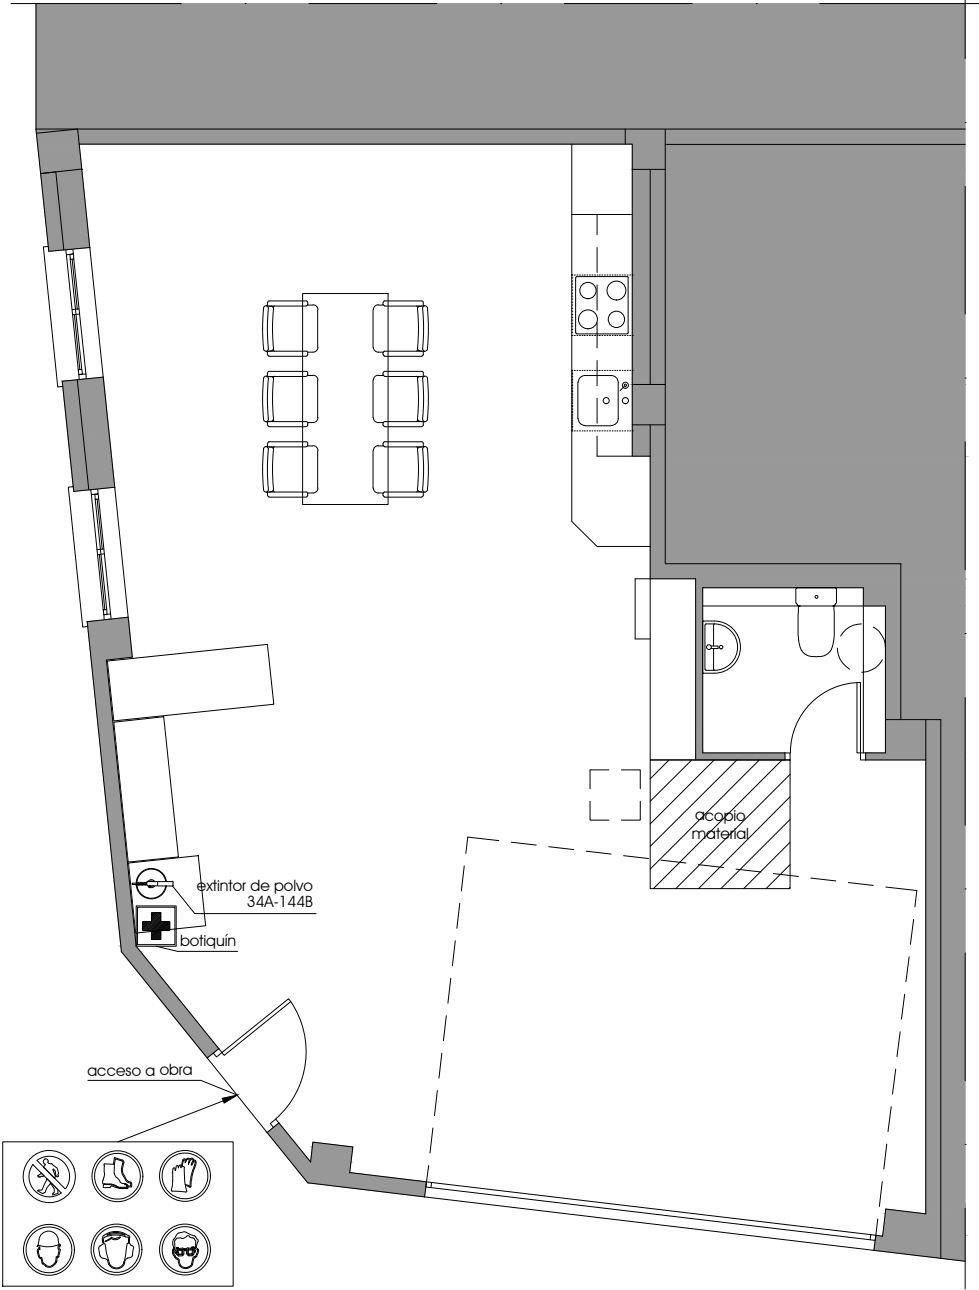 acopio
material
extintor de polvo
34A-144B
botiquín
acceso a obra